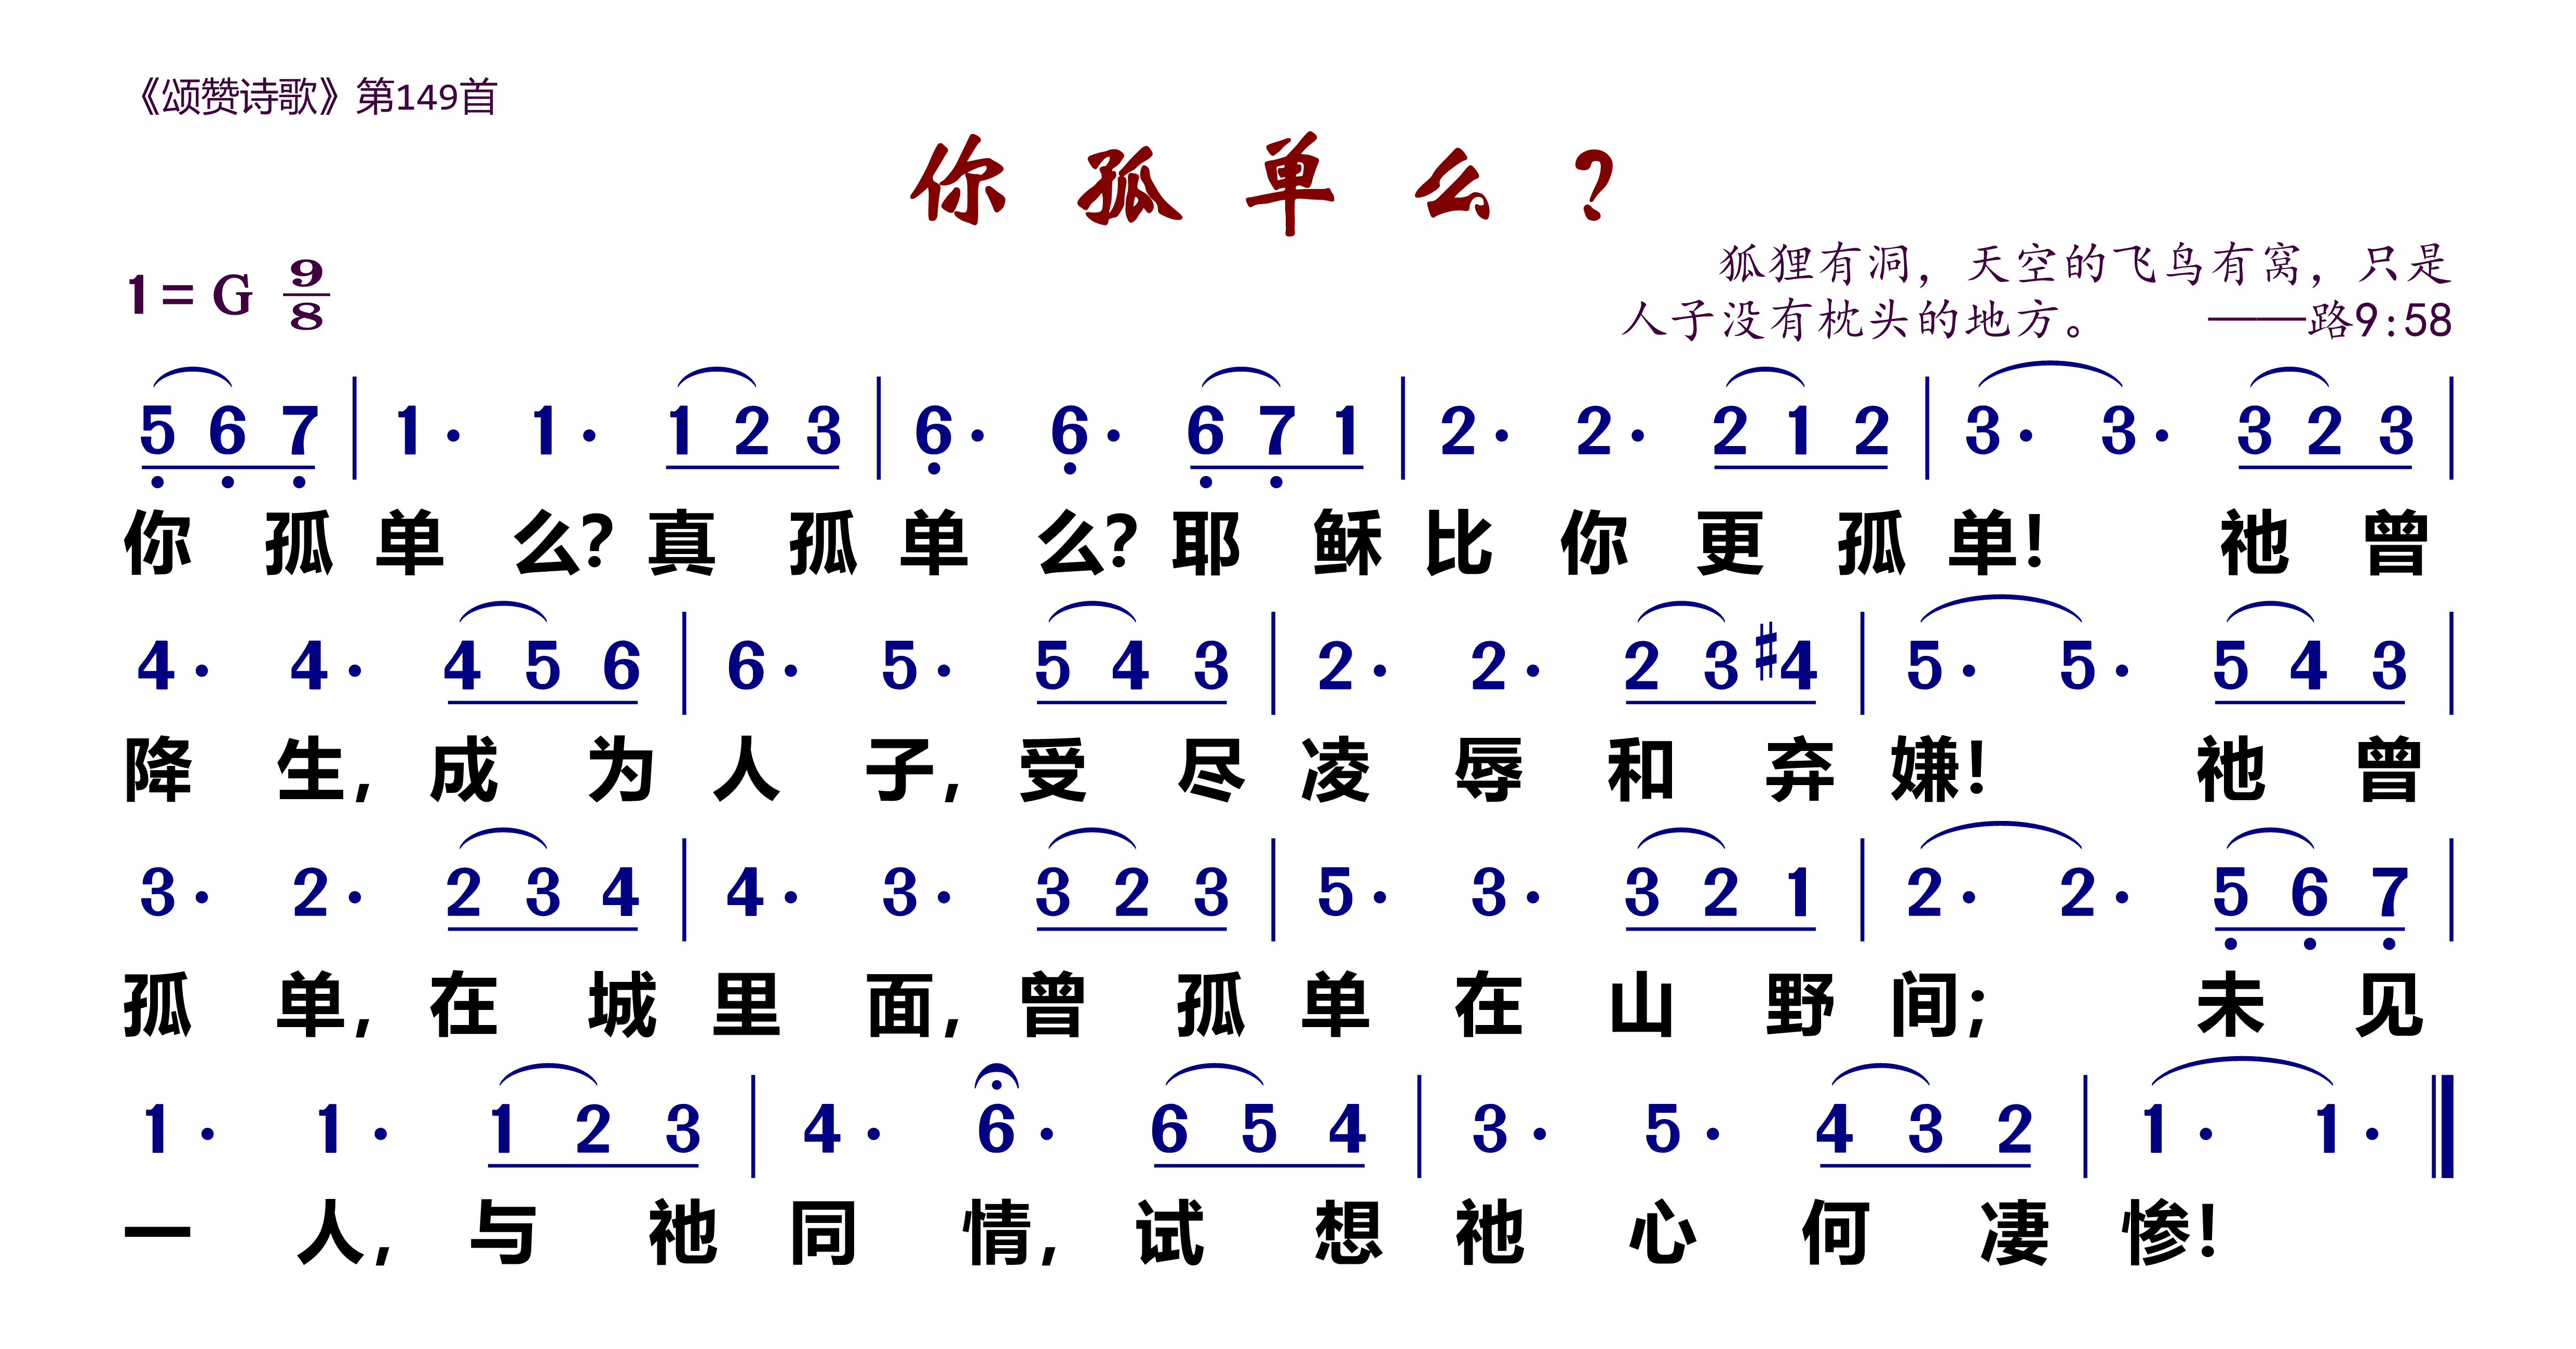 《颂赞诗歌》第149首
你孤单么？
1=G 9/8
狐狸有洞，天空的飞鸟有窝，只是
人子没有枕头的地方。 ——路9:58
5 6 7 | 1· 1· 1 2 3 | 6· 6· 6 7 1 | 2· 2· 2 1 2 | 3· 3· 3 2 3 |
你 孤 单 么？真 孤 单 么？耶 稣 比 你 更 孤 单！ 祂 曾
4· 4· 4 5 6 | 6· 5· 5 4 3 | 2· 2· 2 3 #4 | 5· 5· 5 4 3 |
降 生，成 为 人 子，受 尽 凌 辱 和 弃 嫌！ 祂 曾
3· 2· 2 3 4 | 4· 3· 3 2 3 | 5· 3· 3 2 1 | 2· 2· 5 6 7 |
孤 单，在 城 里 面，曾 孤 单 在 山 野 间； 未 见
1· 1· 1 2 3 | 4· 6· 6 5 4 | 3· 5· 4 3 2 | 1· 1· ‖
一 人，与 祂 同 情，试 想 祂 心 何 凄 惨！